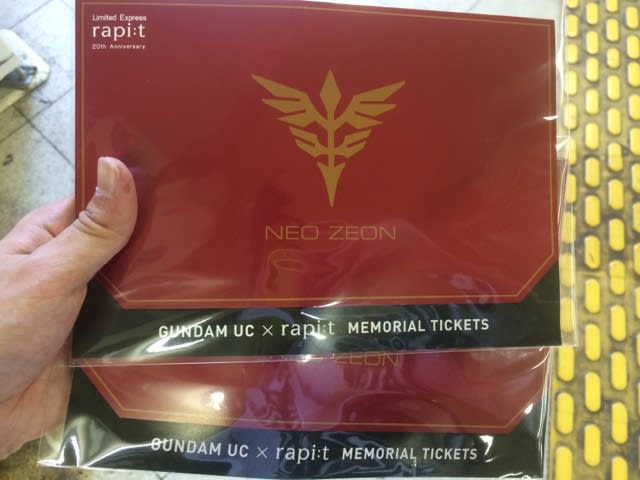 Limited Express
rapi:t
20th Anniversary
NEO ZEON
GUNDAM UC × rapi:t MEMORIAL TICKETS
NEO ZEON
GUNDAM UC × rapi:t MEMORIAL TICKETS